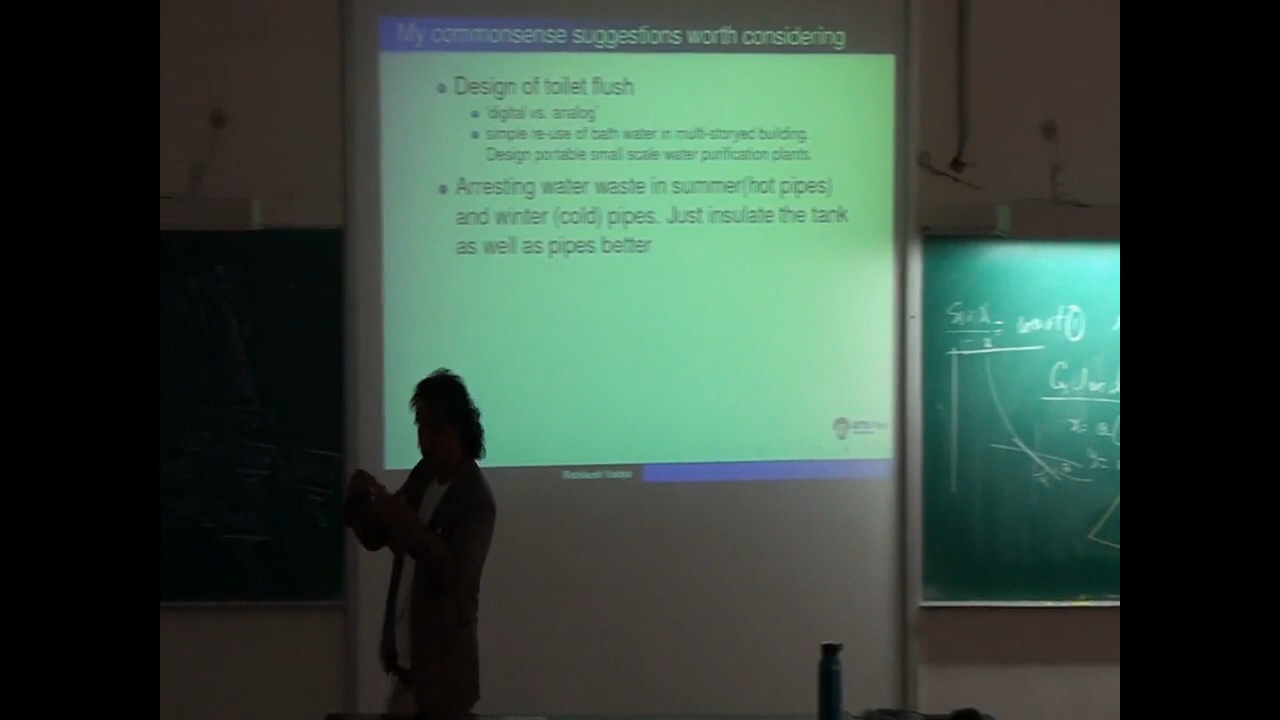 My commonsense suggestions worth considering
Design of toilet flush
'digital vs. analog'
simple re-use of bath water in multi-storyed building.
Design portable small scale water purification plants.
Arresting water waste in summer(hot pipes)
and winter (cold) pipes. Just insulate the tank
as well as pipes better